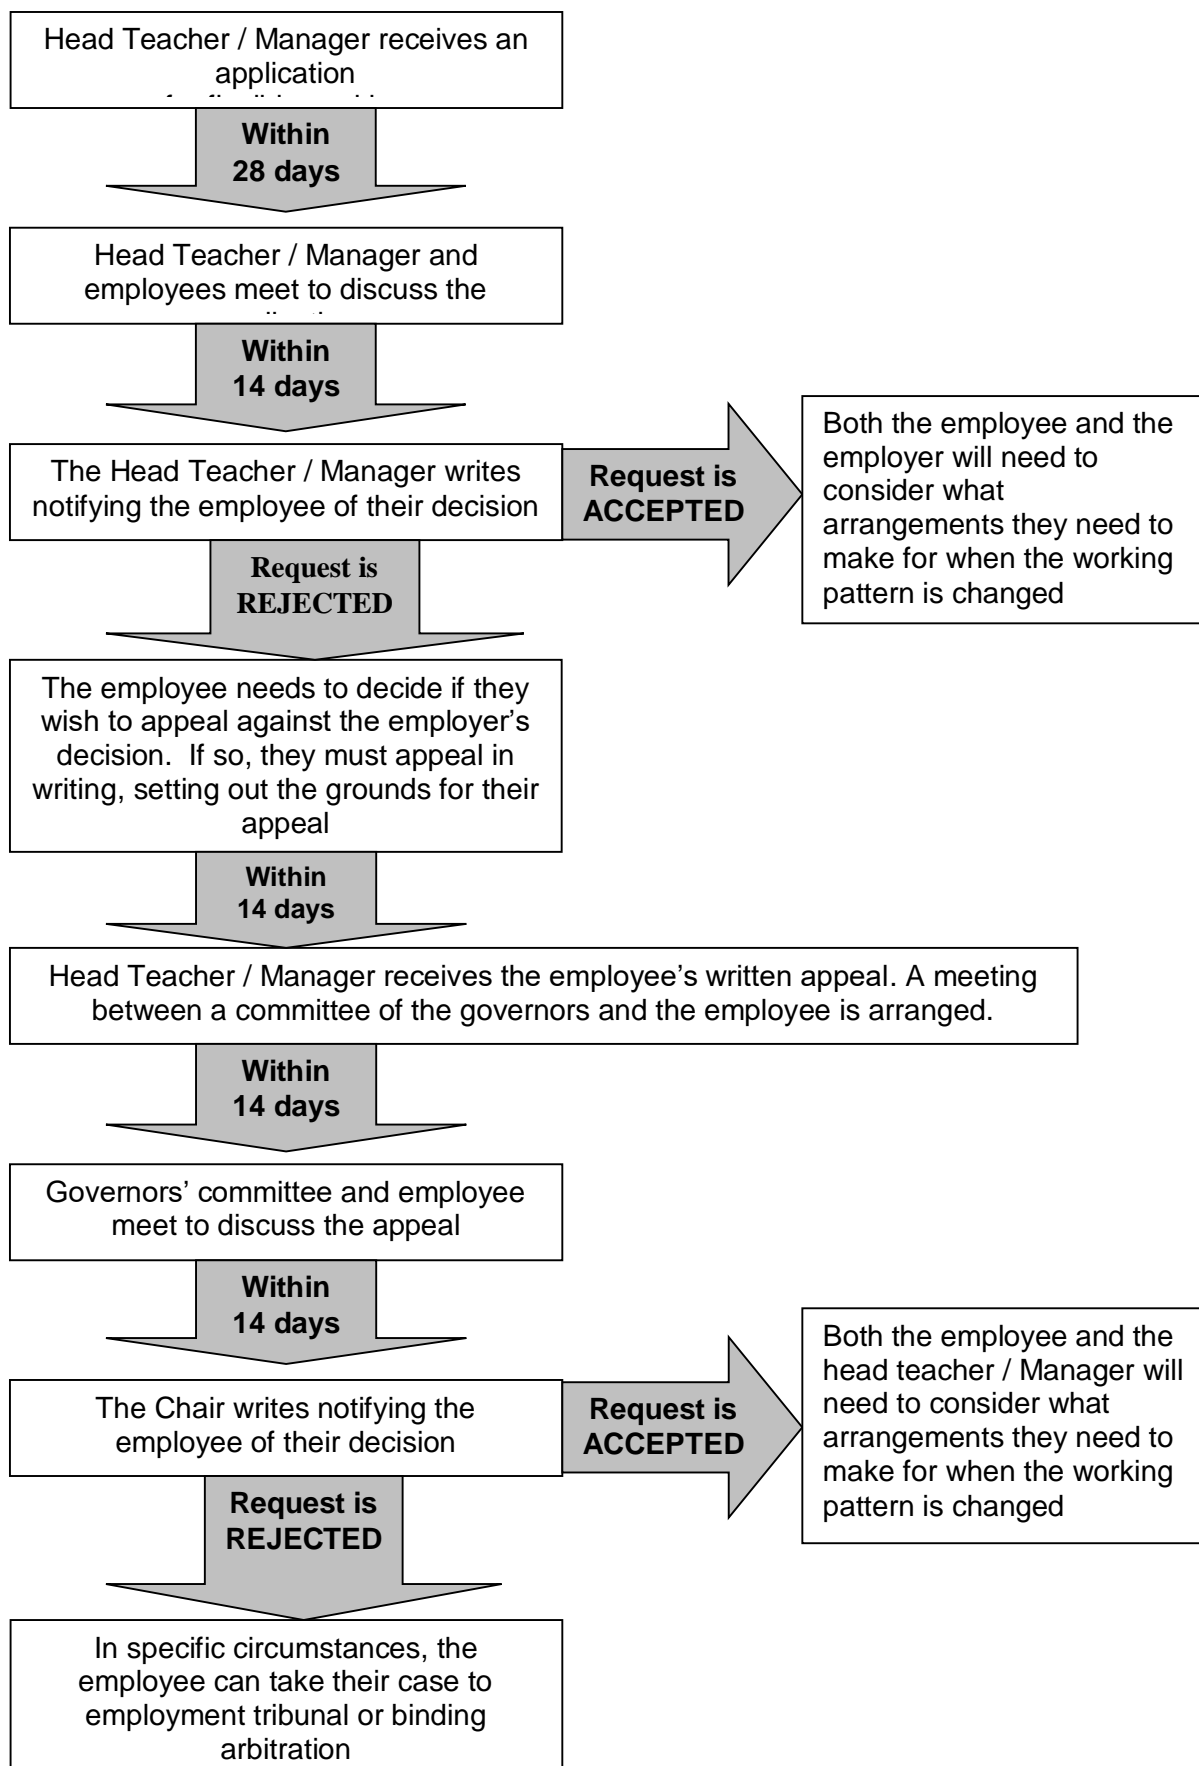 Head Teacher / Manager receives an
application
Within
28 days
Head Teacher / Manager and
employees meet to discuss the
Within
14 days
The Head Teacher / Manager writes
notifying the employee of their decision
Request is
ACCEPTED
Both the employee and the
employer will need to
consider what
arrangements they need to
make for when the working
pattern is changed
Request is
REJECTED
The employee needs to decide if they
wish to appeal against the employer’s
decision.  If so, they must appeal in
writing, setting out the grounds for their
appeal
Within
14 days
Head Teacher / Manager receives the employee’s written appeal. A meeting
between a committee of the governors and the employee is arranged.
Within
14 days
Governors’ committee and employee
meet to discuss the appeal
Within
14 days
The Chair writes notifying the
employee of their decision
Request is
ACCEPTED
Both the employee and the
head teacher / Manager will
need to consider what
arrangements they need to
make for when the working
pattern is changed
Request is
REJECTED
In specific circumstances, the
employee can take their case to
employment tribunal or binding
arbitration